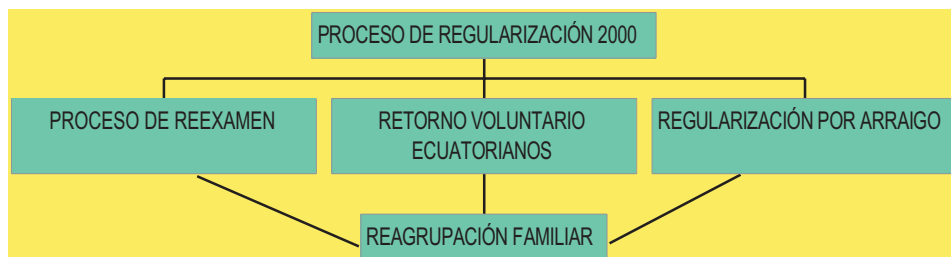 PROCESO DE REGULARIZACIÓN 2000
PROCESO DE REEXAMEN
RETORNO VOLUNTARIO
ECUATORIANOS
REGULARIZACIÓN POR ARRAIGO
REAGRUPACIÓN FAMILIAR